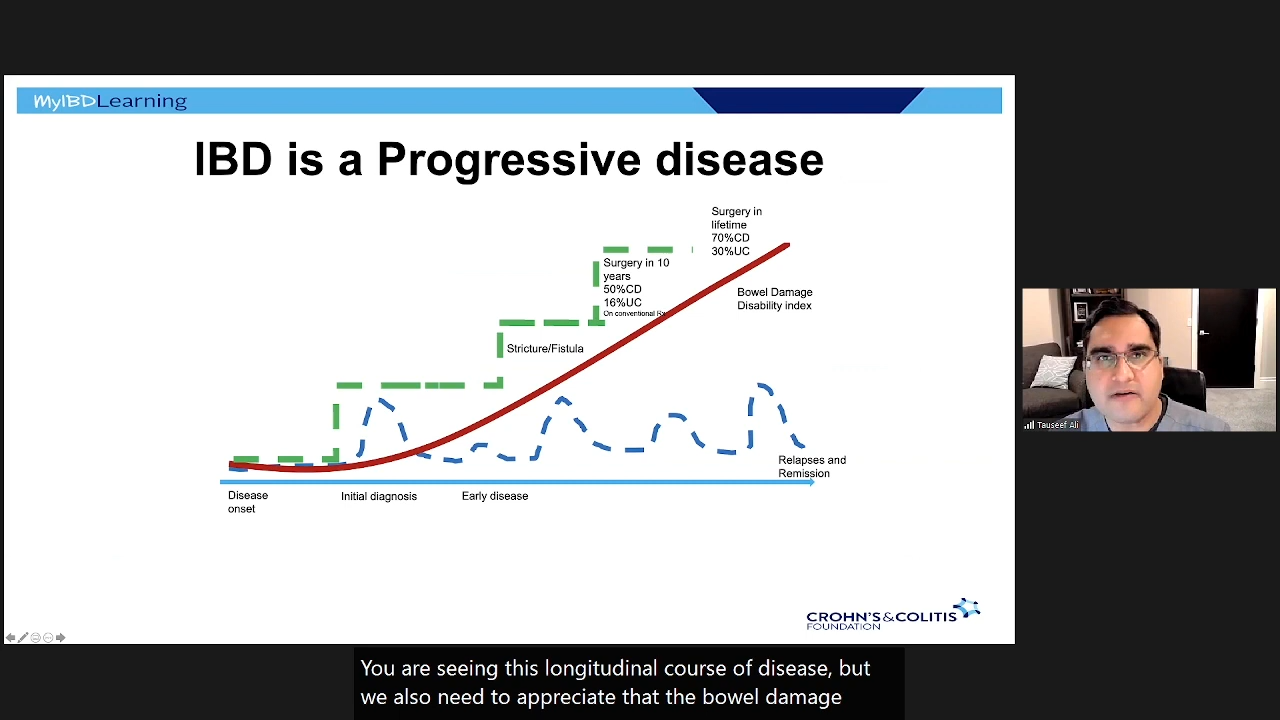 MyIBDLearning
IBD is a Progressive disease
Surgery in
lifetime
70%CD
30%UC
Surgery in 10
years
50%CD
16%UC
On conventional Rx
Bowel Damage
Disability index
Stricture/Fistula
Relapses and
Remission
Disease
onset
Initial diagnosis
Early disease
CROHN'S & COLITIS
FOUNDATION
Tauseef Ali
You are seeing this longitudinal course of disease, but
we also need to appreciate that the bowel damage